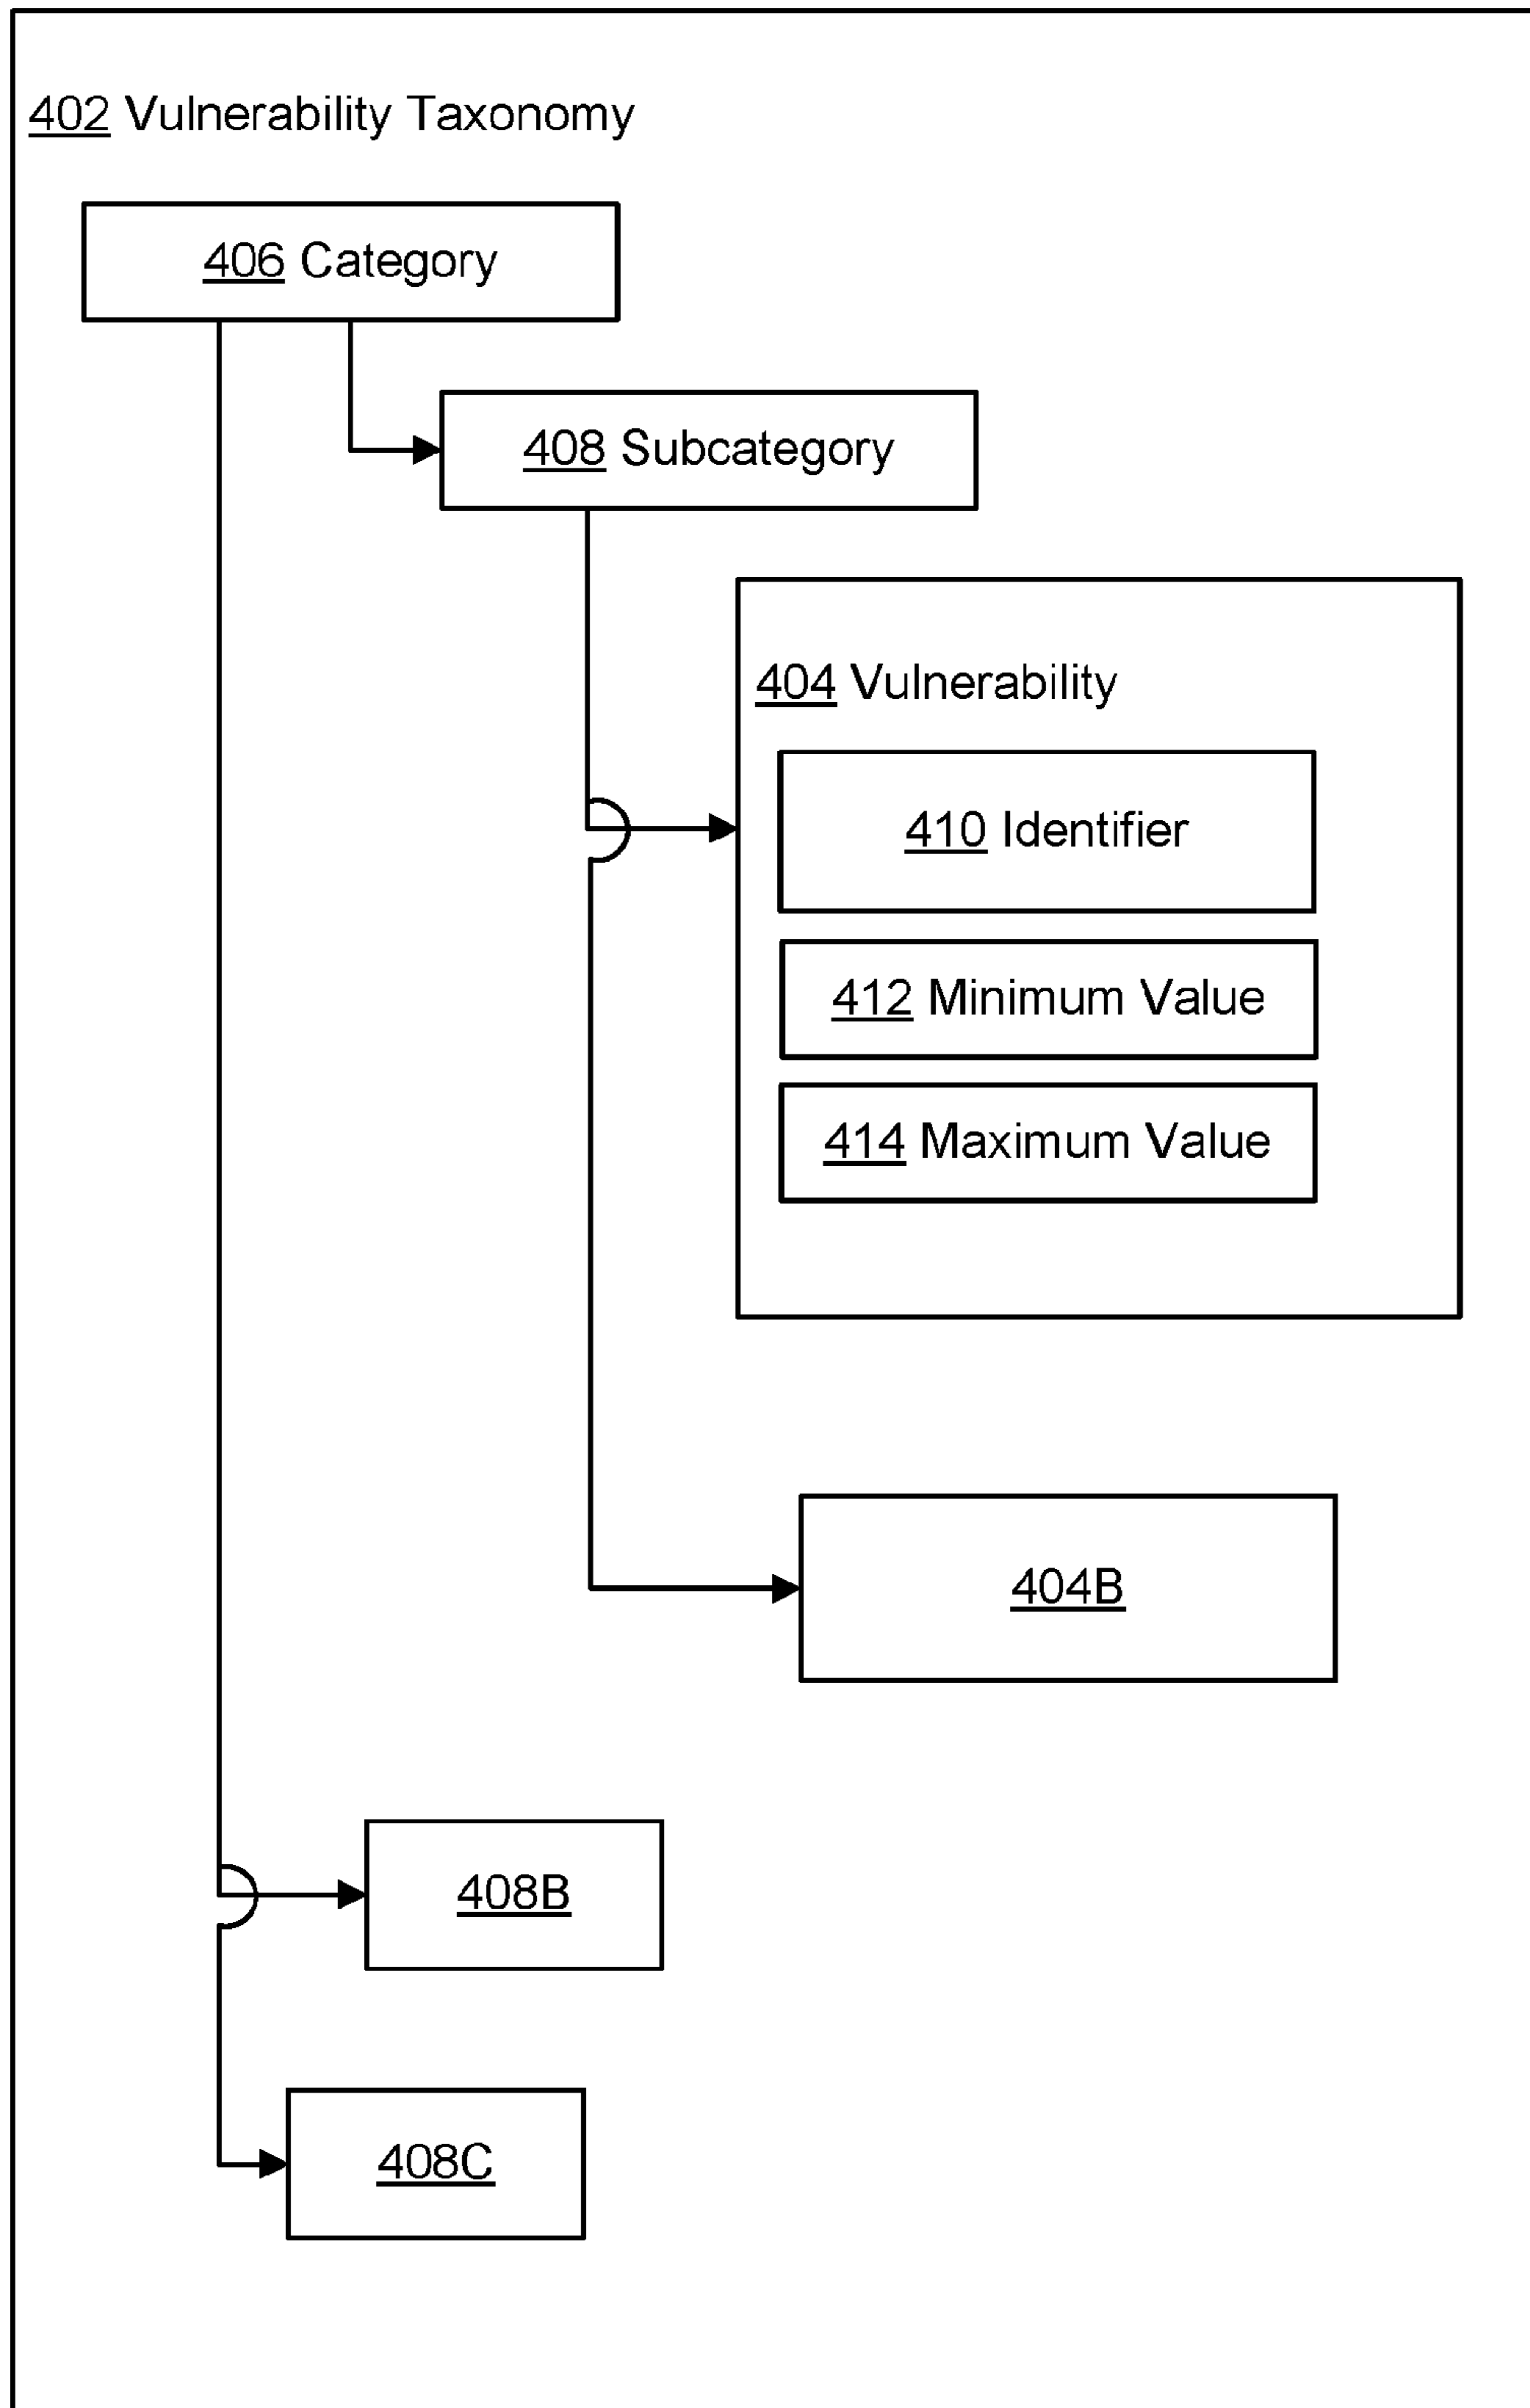 402 Vulnerability Taxonomy
406 Category
408 Subcategory
404 Vulnerability
410 Identifier
412 Minimum Value
414 Maximum Value
404B
408B
408C